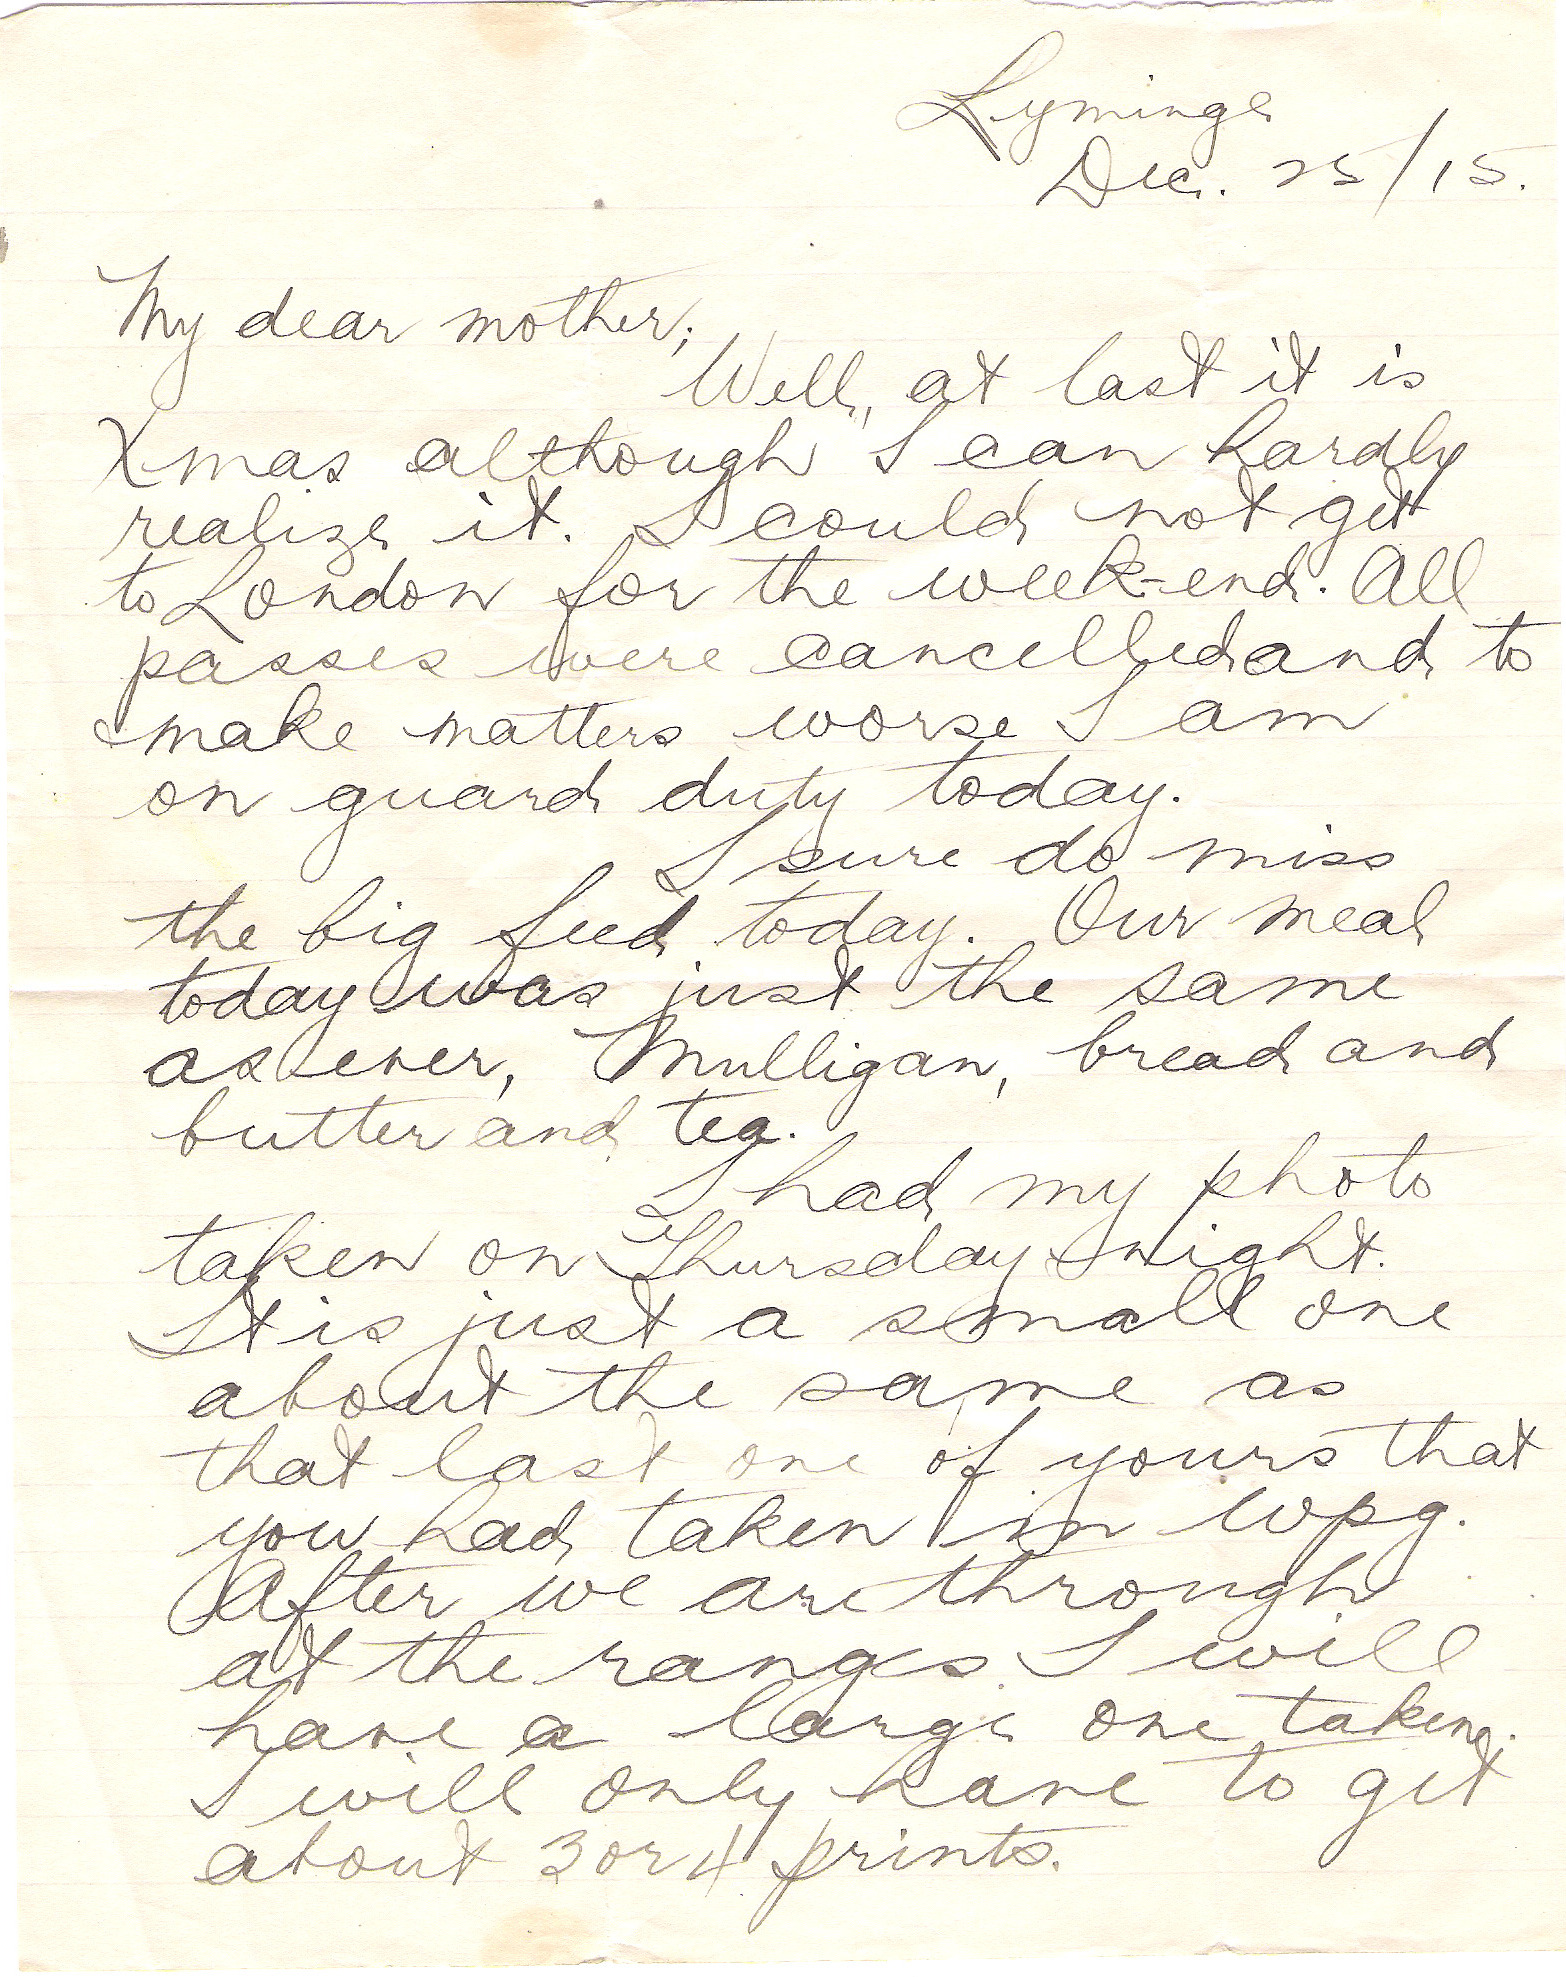 Lyminge
Dec. 25/15.
My dear mother;
Well, at last it is
Xmas although I can hardly
realize it. I could not get
to London for the week-end. All
passes were cancelled and to
make matters worse I am
on guard duty today.
I sure do miss
the big feed today. Our meal
today was just the same
as ever, Mulligan, bread and
butter and tea.
I had my photo
taken on Thursday night.
It is just a small one
about the same as
that last one of yours that
you had taken in Wpg.
After we are through
at the ranges I will
have a large one taken.
I will only have to get
about 3 or 4 prints.